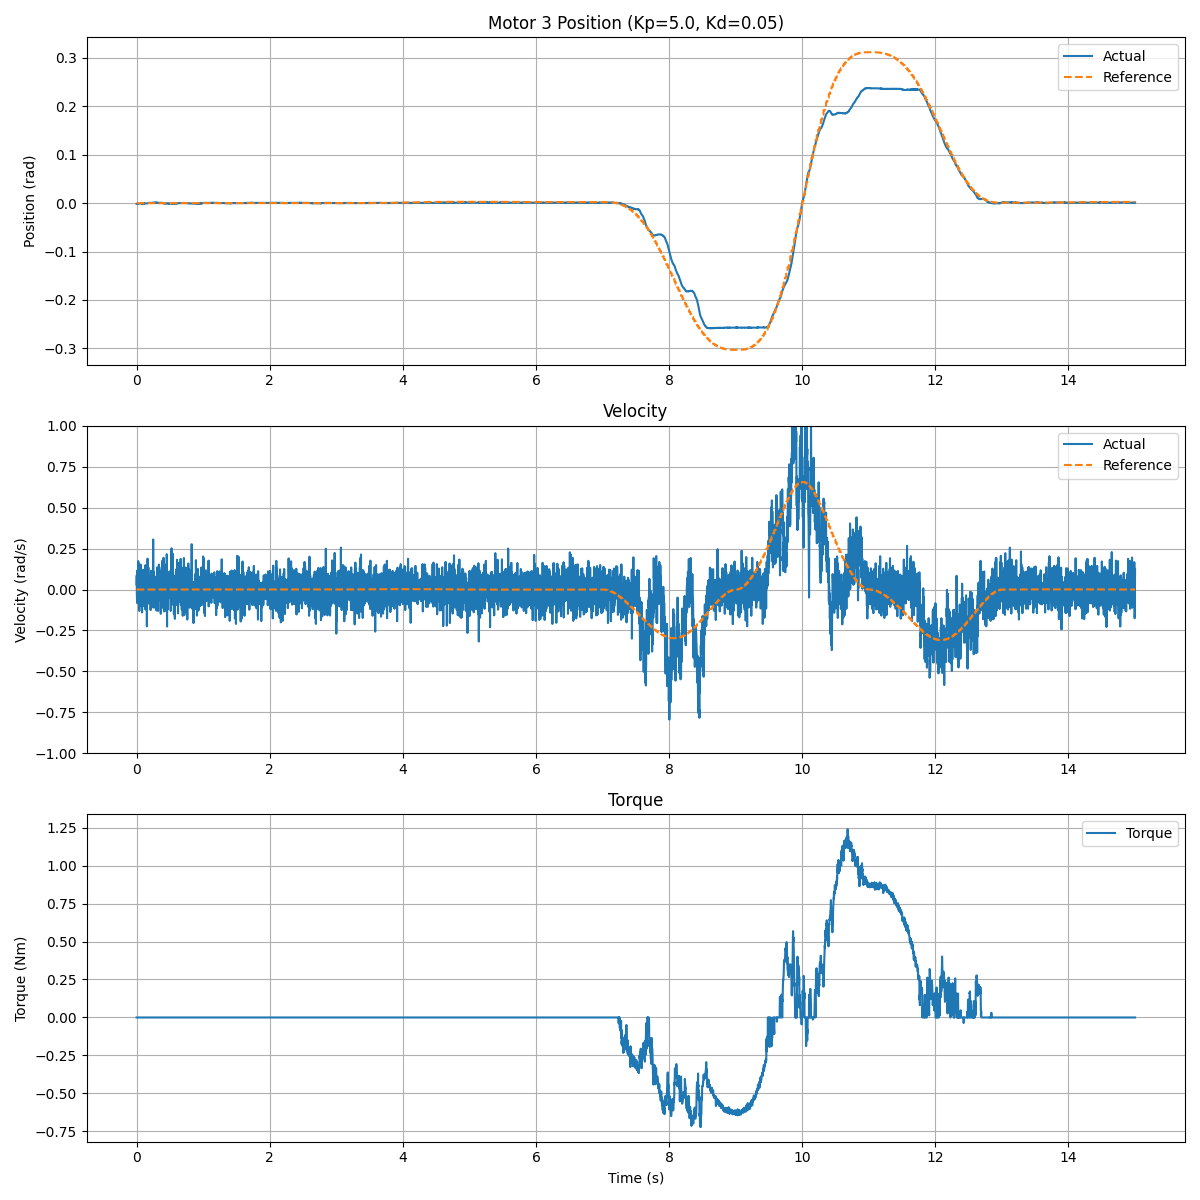 Motor 3 Position (Kp=5.0, Kd=0.05)
Position (rad)
0.3
0.2
0.1
0.0
−0.1
−0.2
−0.3
Actual
Reference
0 2 4 6 8 10 12 14
Velocity
Velocity (rad/s)
1.00
0.75
0.50
0.25
0.00
−0.25
−0.50
−0.75
−1.00
Actual
Reference
0 2 4 6 8 10 12 14
Torque
Torque (Nm)
1.25
1.00
0.75
0.50
0.25
0.00
−0.25
−0.50
−0.75
Torque
0 2 4 6 8 10 12 14
Time (s)